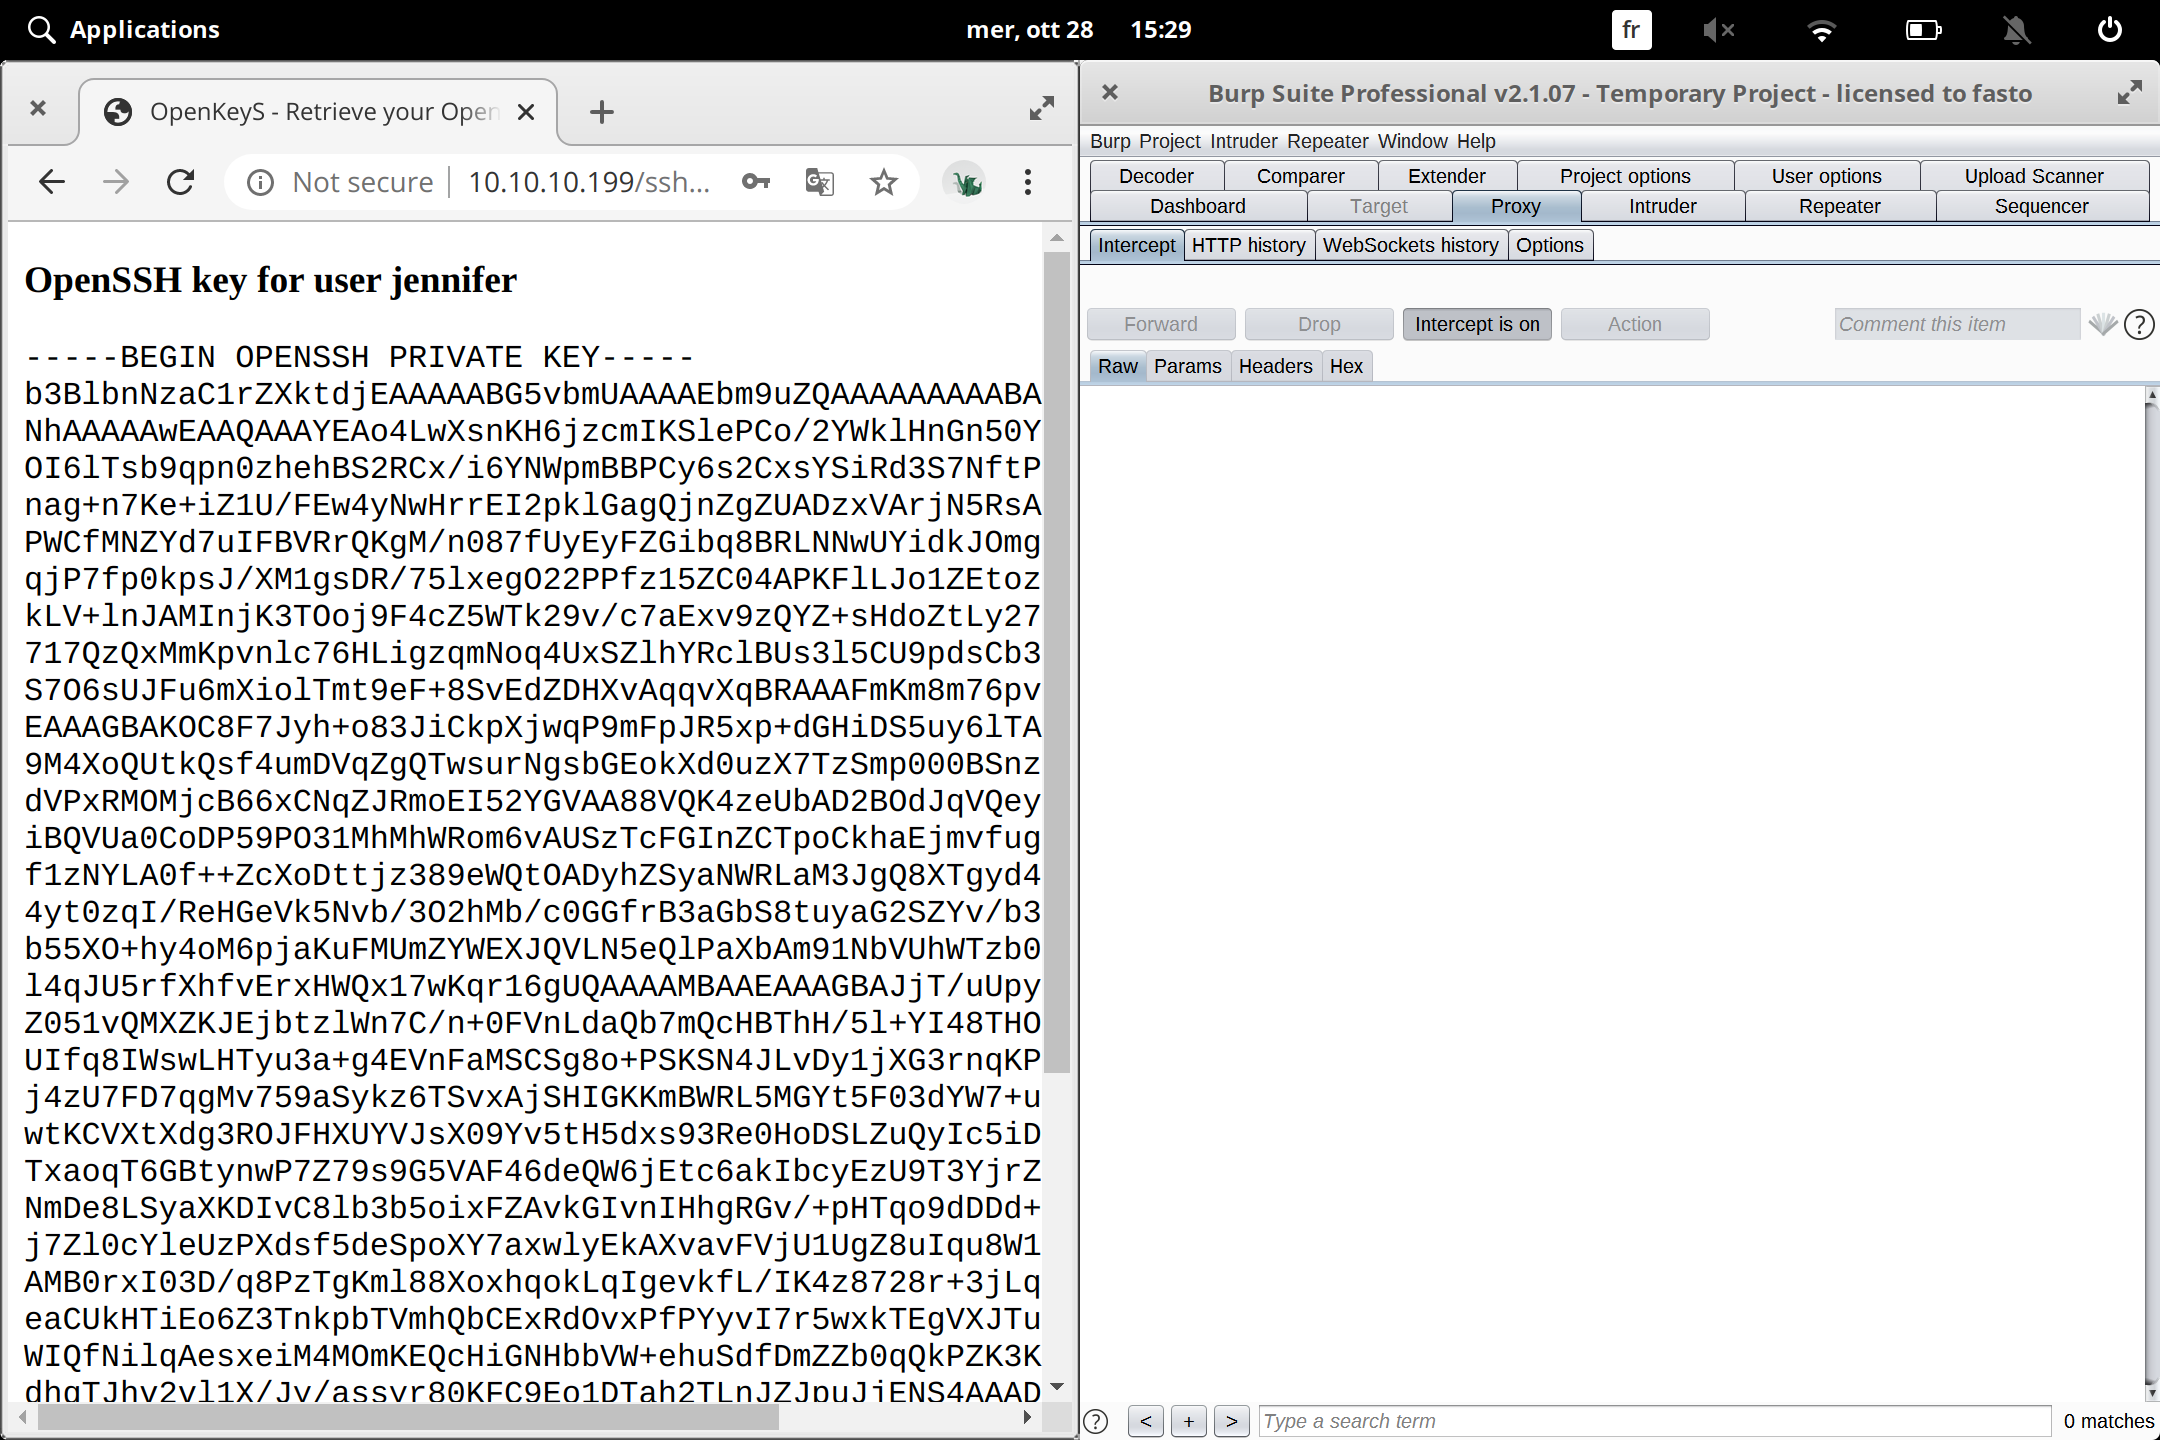 Applications
mer, ott 28 15:29
fr
OpenKeyS - Retrieve your Open
Not secure 10.10.10.199/ssh...
OpenSSH key for user jennifer
-----BEGIN OPENSSH PRIVATE KEY-----
b3BlbnNzaC1rZXktdjEAAAAABG5vbmUAAAAEbm9uZQAAAAAAAAABA
NhAAAAAwEAAQAAAYEAo4LwXsnKH6jzcmIKSlePCo/2YWklHnGn50Y
OI6lTsb9qpn0zhehBS2RCx/i6YNWpmBBPCy6s2CxsYSiRd3S7NftP
nag+n7Ke+iZ1U/FEw4yNwHrrEI2pklGagQjnZgZUADzxVArjN5RsA
PWCfMNZYd7uIFBVRrQKgM/n087fUyEyFZGibq8BRLNNwUYidkJOmg
qjP7fp0kpsJ/XM1gsDR/75lxegO22PPfz15ZC04APKFlLJo1ZEtoz
kLV+lnJAMInjK3TOoj9F4cZ5WTk29v/c7aExv9zQYZ+sHdoZtLy27
717QzQxMmKpvnlc76HLigzqmNoq4UxSZlhYRclBUs3l5CU9pdsCb3
S7O6sUJFu6mXiolTmt9eF+8SvEdZDHXvAqqvXqBRAAAFmKm8m76pv
EAAAGBAKOC8F7Jyh+o83JiCkpXjwqP9mFpJR5xp+dGHiDS5uy6lTA
9M4XoQUtkQsf4umDVqZgQTwsurNgsbGEokXd0uzX7TzSmp000BSnz
dVPxRMOMjcB66xCNqZJRmoEI52YGVAA88VQK4zeUbAD2BOdJqVQey
iBQVUa0CoDP59PO31MhMhWRom6vAUSzTcFGInZCTpoCkhaEjmvfug
f1zNYLA0f++ZcXoDttjz389eWQtOADyhZSyaNWRLaM3JgQ8XTgyd4
4yt0zqI/ReHGeVk5Nvb/3O2hMb/c0GGfrB3aGbS8tuyaG2SZYv/b3
b55XO+hy4oM6pjaKuFMUmZYWEXJQVLN5eQlPaXbAm91NbVUhWTzb0
l4qJU5rfXhfvErxHWQx17wKqr16gUQAAAAMBAAEAAAGBAJjT/uUpy
Z051vQMXZKJEjbtzlWn7C/n+0FVnLdaQb7mQcHBThH/5l+YI48THO
UIfq8IWswLHTyu3a+g4EVnFaMSCSg8o+PSKSN4JLvDy1jXG3rnqKP
j4zU7FD7qgMv759aSykz6TSvxAjSHIGKKmBWRL5MGYt5F03dYW7+u
wtKCVXtXdg3ROJFHXUYVJsX09Yv5tH5dxs93Re0HoDSLZuQyIc5iD
TxaoqT6GBtynwP7Z79s9G5VAF46deQW6jEtc6akIbcyEzU9T3YjrZ
NmDe8LSyaXKDIvC8lb3b5oixFZAvkGIvnIHhgRGv/+pHTqo9dDDd+
j7Zl0cYleUzPXdsf5deSpoXY7axwlyEkAXvavFVjU1UgZ8uIqu8W1
AMB0rxI03D/q8PzTgKml88XoxhqokLqIgevkfL/IK4z8728r+3jLq
eaCUkHTiEo6Z3TnkpbTVmhQbCExRdOvxPfPYyvI7r5wxkTEgVXJTu
WIQfNilqAesxeiM4MOmKEQcHiGNHbbVW+ehuSdfDmZZb0qQkPZK3K
Burp Suite Professional v2.1.07 - Temporary Project - licensed to fasto
Burp Project Intruder Repeater Window Help
Decoder Comparer Extender Project options User options Upload Scanner
Dashboard Target Proxy Intruder Repeater Sequencer
Intercept HTTP history WebSockets history Options
Forward Drop Intercept is on Action Comment this item ?
Raw Params Headers Hex
? < + > Type a search term 0 matches